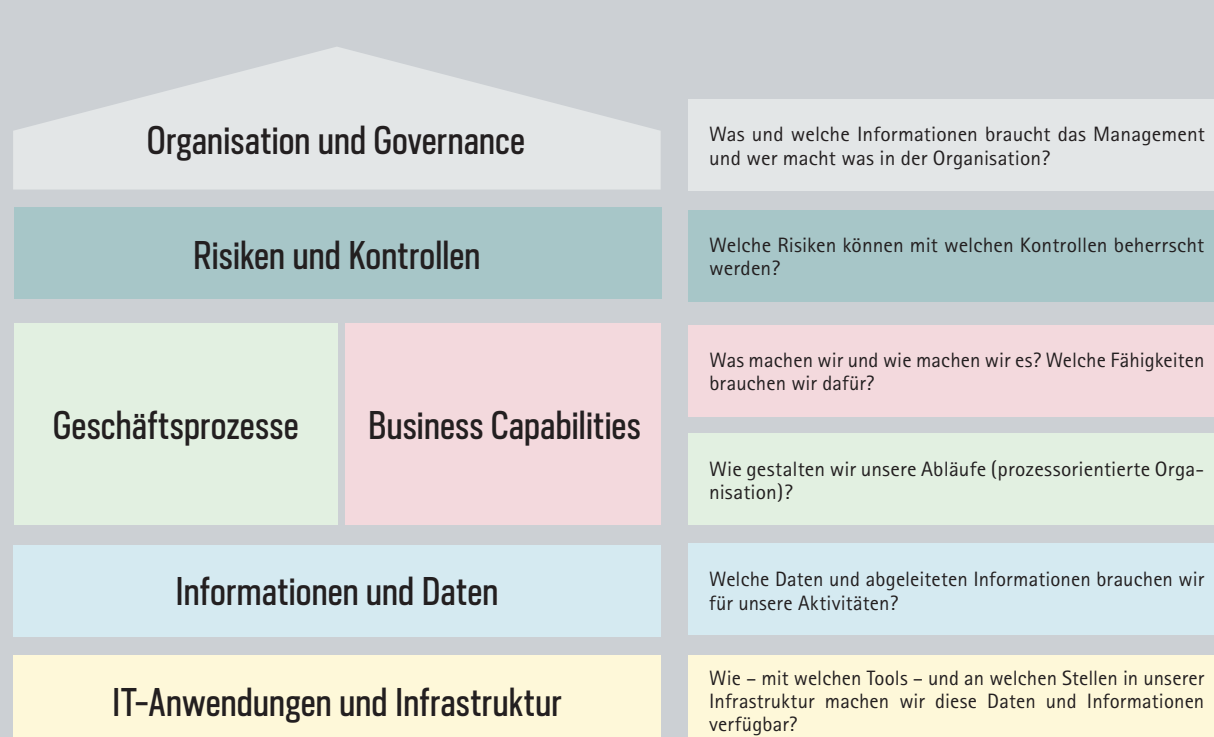 Organisation und Governance
Was und welche Informationen braucht das Management
und wer macht was in der Organisation?
Risiken und Kontrollen
Welche Risiken können mit welchen Kontrollen beherrscht
werden?
Geschäftsprozesse
Business Capabilities
Was machen wir und wie machen wir es? Welche Fähigkeiten
brauchen wir dafür?
Wie gestalten wir unsere Abläufe (prozessorientierte Orga-
nisation)?
Informationen und Daten
Welche Daten und abgeleiteten Informationen brauchen wir
für unsere Aktivitäten?
IT-Anwendungen und Infrastruktur
Wie – mit welchen Tools – und an welchen Stellen in unserer
Infrastruktur machen wir diese Daten und Informationen
verfügbar?